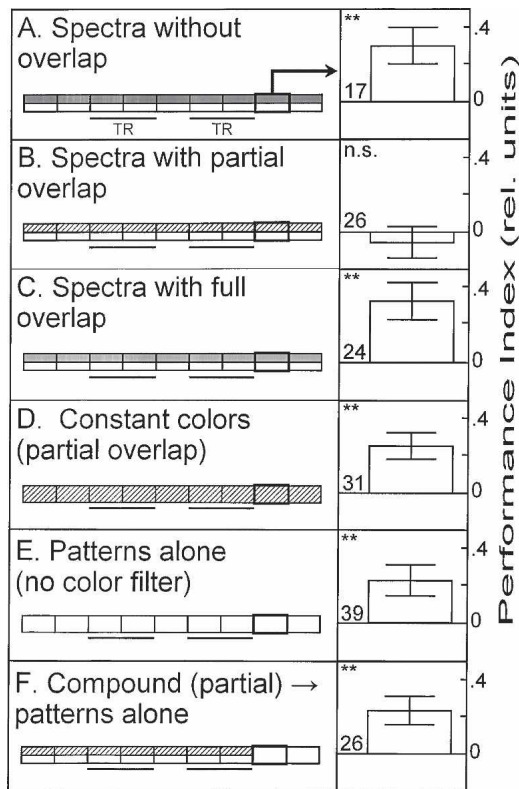 A. Spectra without
overlap
TR TR
**
17
.4
0
B. Spectra with partial
overlap
n.s.
26
.4
0
C. Spectra with full
overlap
**
24
.4
0
D. Constant colors
(partial overlap)
**
31
.4
0
E. Patterns alone
(no color filter)
**
39
.4
0
F. Compound (partial) →
patterns alone
**
26
.4
0
Performance Index (rel. units)